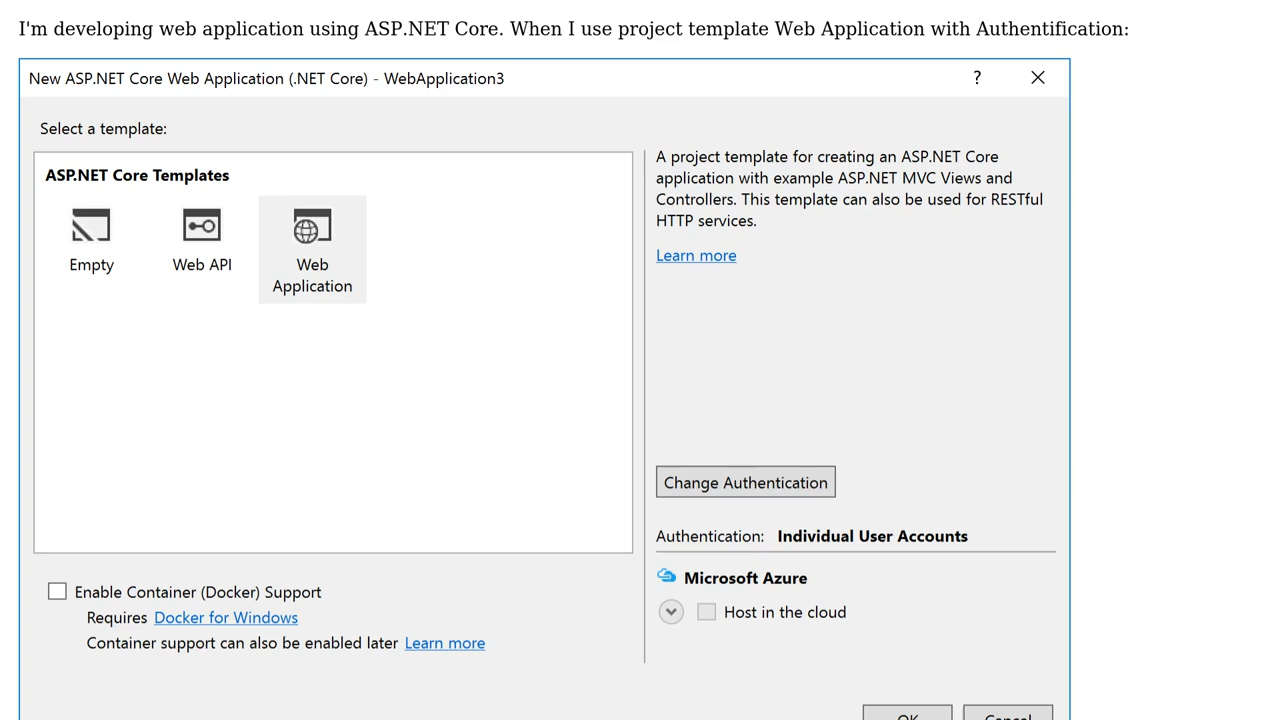 I'm developing web application using ASP.NET Core. When I use project template Web Application with Authentification:
New ASP.NET Core Web Application (.NET Core) - WebApplication3
?
Select a template:
ASP.NET Core Templates
Empty
Web API
Web
Application
A project template for creating an ASP.NET Core
application with example ASP.NET MVC Views and
Controllers. This template can also be used for RESTful
HTTP services.
Learn more
Change Authentication
Authentication: Individual User Accounts
Microsoft Azure
Host in the cloud
Enable Container (Docker) Support
Requires Docker for Windows
Container support can also be enabled later Learn more
OK
Cancel